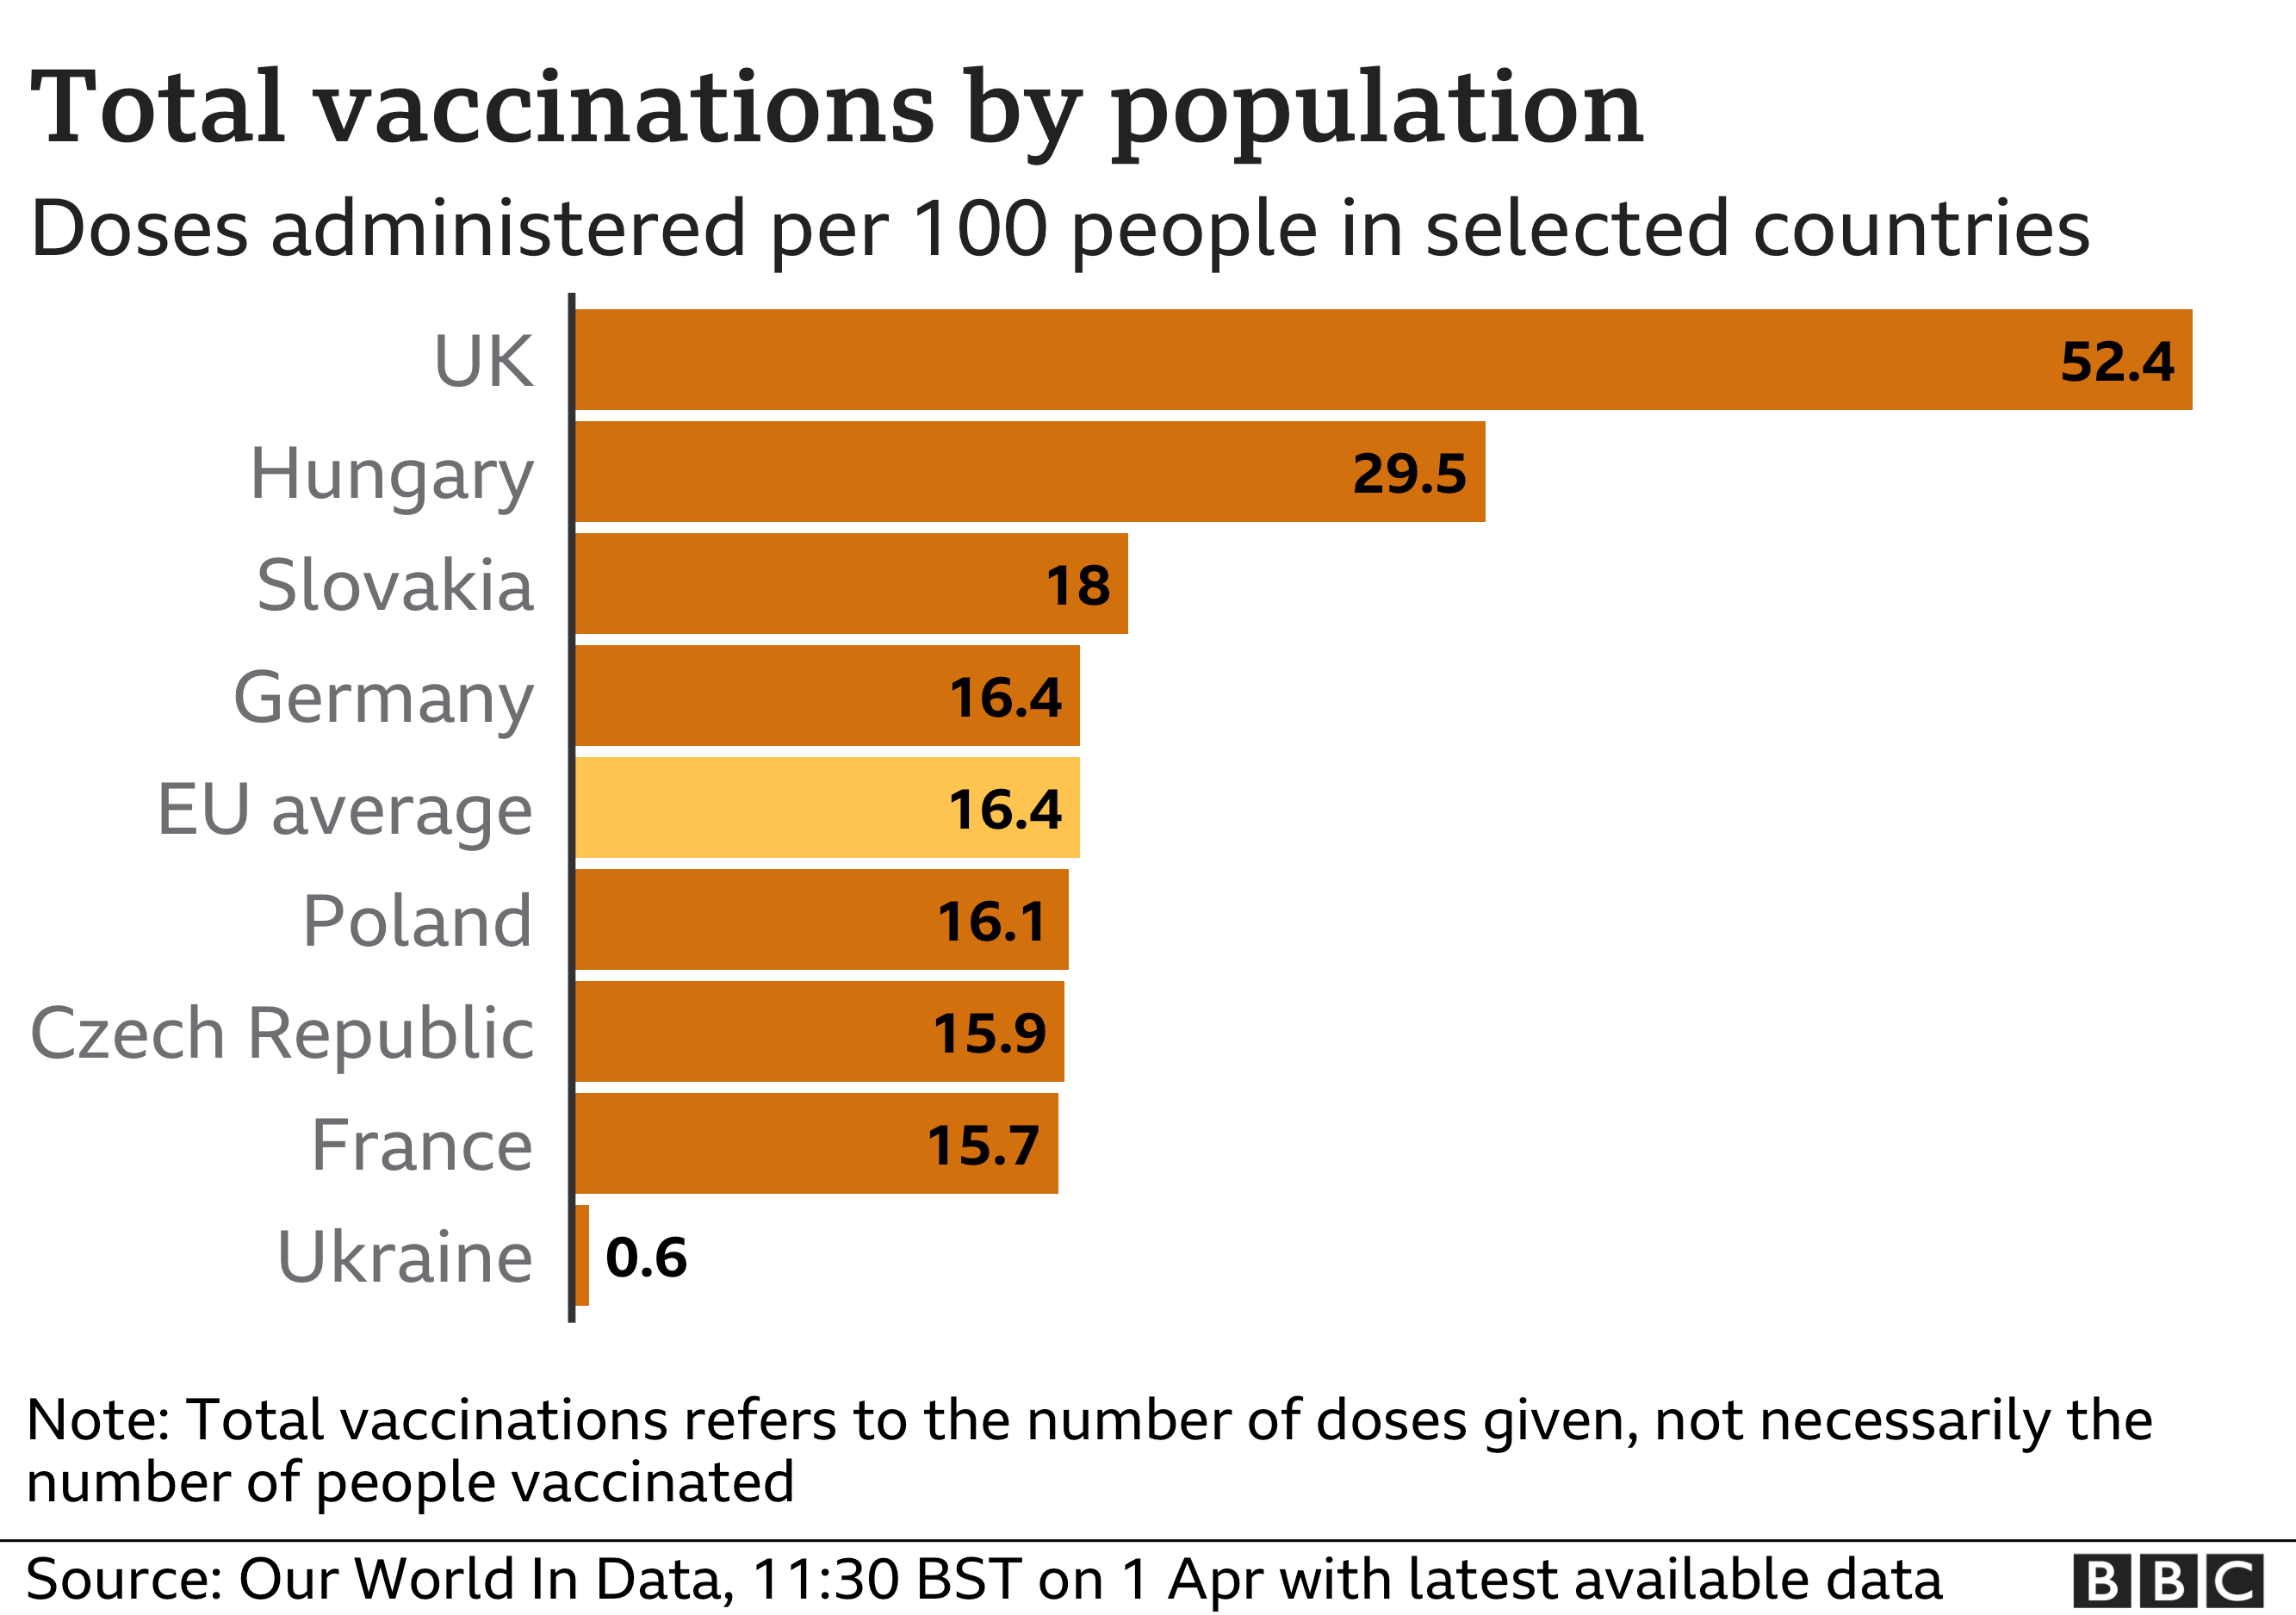 Total vaccinations by population
Doses administered per 100 people in selected countries
UK 52.4
Hungary 29.5
Slovakia 18
Germany 16.4
EU average 16.4
Poland 16.1
Czech Republic 15.9
France 15.7
Ukraine 0.6
Note: Total vaccinations refers to the number of doses given, not necessarily the
number of people vaccinated
Source: Our World In Data, 11:30 BST on 1 Apr with latest available data BBC